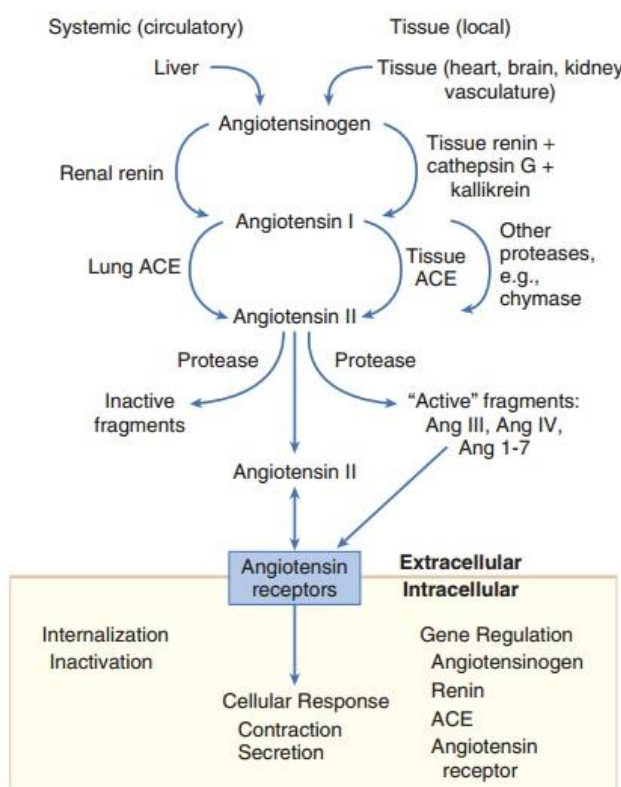 Systemic (circulatory)
Tissue (local)
Liver
Tissue (heart, brain, kidney
vasculature)
Angiotensinogen
Renal renin
Tissue renin +
cathepsin G +
kallikrein
Angiotensin I
Lung ACE
Tissue
ACE
Other
proteases,
e.g.,
chymase
Angiotensin II
Protease
Protease
Inactive
fragments
"Active" fragments:
Ang III, Ang IV,
Ang 1-7
Angiotensin II
Angiotensin
receptors
Extracellular
Intracellular
Internalization
Inactivation
Cellular Response
Contraction
Secretion
Gene Regulation
Angiotensinogen
Renin
ACE
Angiotensin
receptor